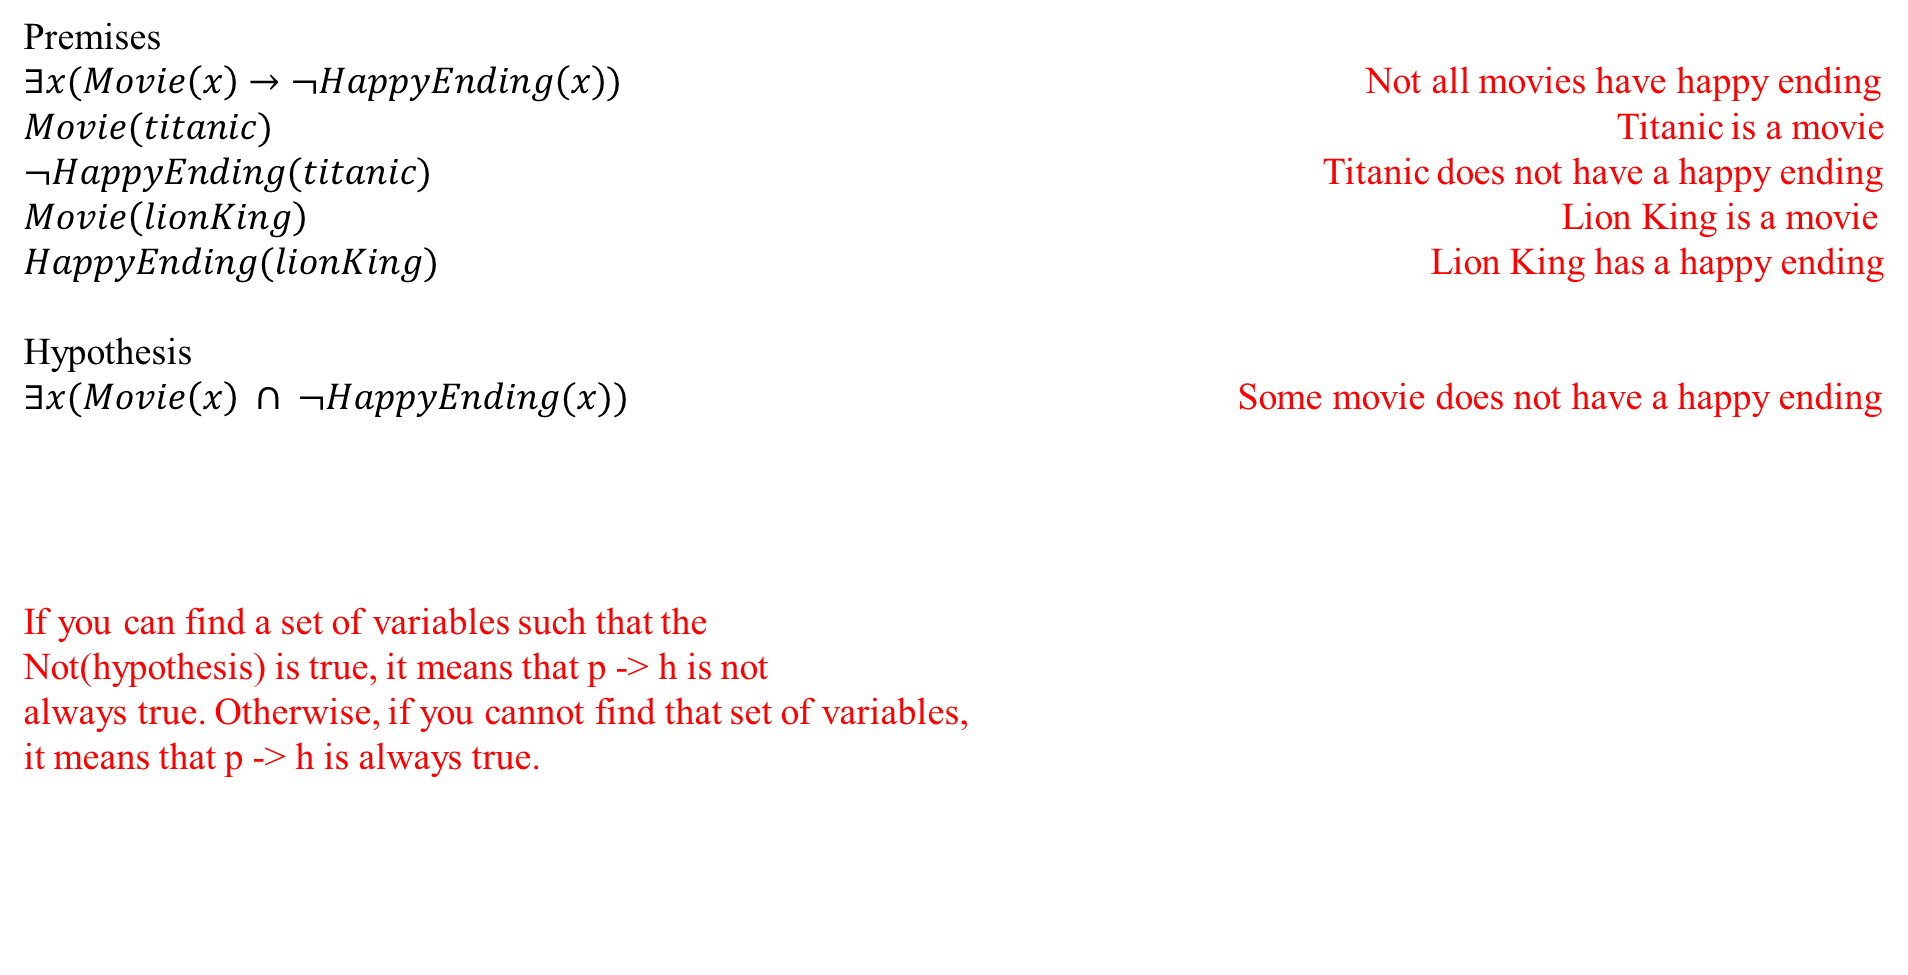 Premises
∃x(Movie(x) → ¬HappyEnding(x)) Not all movies have happy ending
Movie(titanic) Titanic is a movie
¬HappyEnding(titanic) Titanic does not have a happy ending
Movie(lionKing) Lion King is a movie
HappyEnding(lionKing) Lion King has a happy ending
Hypothesis
∃x(Movie(x) ∩ ¬HappyEnding(x)) Some movie does not have a happy ending
If you can find a set of variables such that the
Not(hypothesis) is true, it means that p -> h is not
always true. Otherwise, if you cannot find that set of variables,
it means that p -> h is always true.